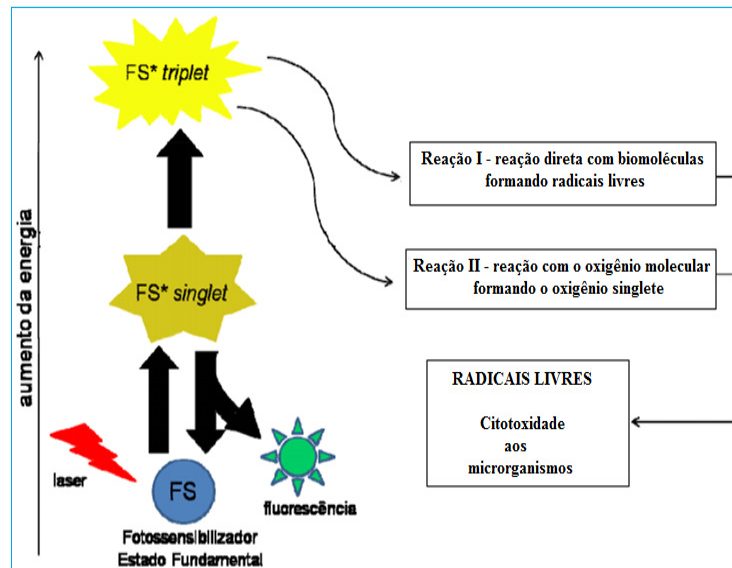 FS* triplet
Reação I - reação direta com biomoléculas
formando radicais livres
aumento da energia
FS* singlet
Reação II - reação com o oxigênio molecular
formando o oxigênio singlete
RADICAIS LIVRES
Citotoxidade
aos
microrganismos
laser
FS
fluorescência
Fotossensibilizador
Estado Fundamental